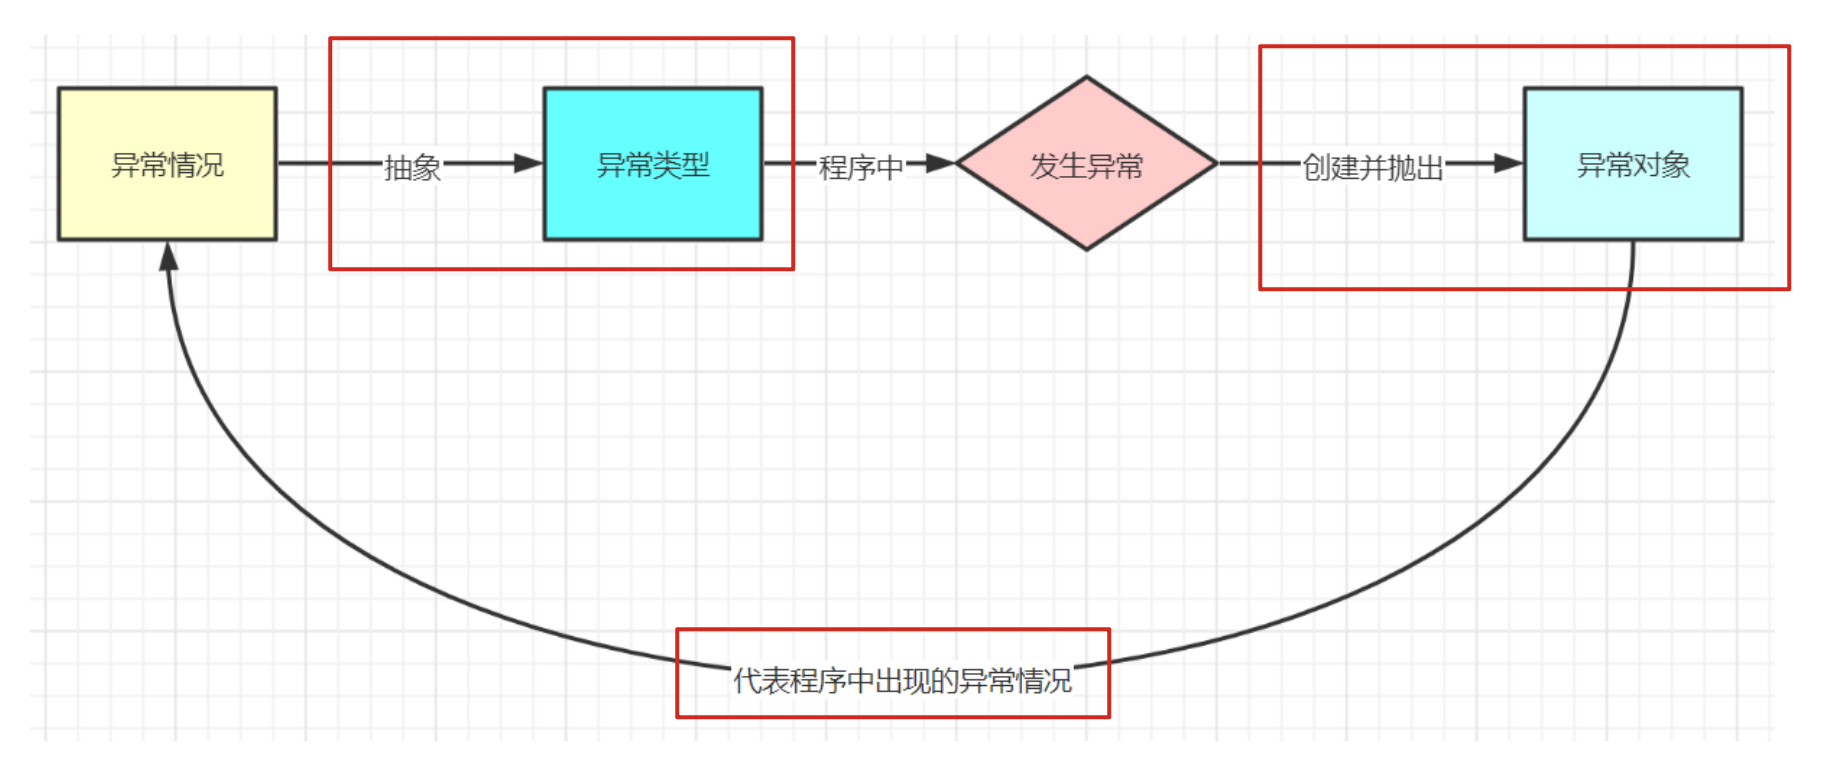 异常情况
抽象
异常类型
程序中
发生异常
创建并抛出
异常对象
代表程序中出现的异常情况